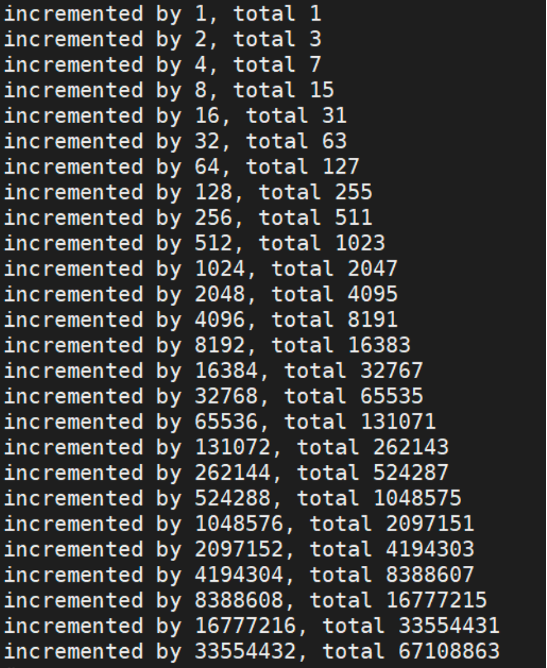 incremented by 1, total 1
incremented by 2, total 3
incremented by 4, total 7
incremented by 8, total 15
incremented by 16, total 31
incremented by 32, total 63
incremented by 64, total 127
incremented by 128, total 255
incremented by 256, total 511
incremented by 512, total 1023
incremented by 1024, total 2047
incremented by 2048, total 4095
incremented by 4096, total 8191
incremented by 8192, total 16383
incremented by 16384, total 32767
incremented by 32768, total 65535
incremented by 65536, total 131071
incremented by 131072, total 262143
incremented by 262144, total 524287
incremented by 524288, total 1048575
incremented by 1048576, total 2097151
incremented by 2097152, total 4194303
incremented by 4194304, total 8388607
incremented by 8388608, total 16777215
incremented by 16777216, total 33554431
incremented by 33554432, total 67108863